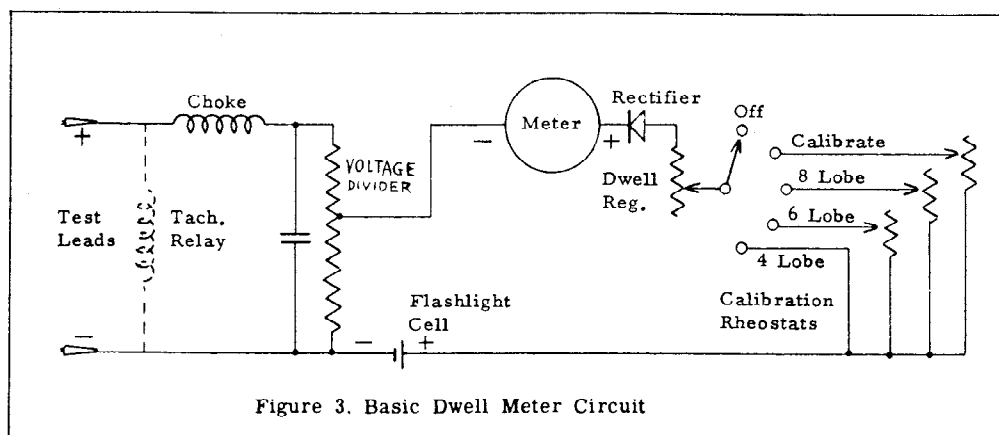 Choke
Meter
Rectifier
Off
+
-
+
VOLTAGE
DIVIDER
Dwell
Reg.
Calibrate
8 Lobe
6 Lobe
4 Lobe
Test
Leads
Tach.
Relay
Flashlight
Cell
-
-
+
Calibration
Rheostats
Figure 3. Basic Dwell Meter Circuit